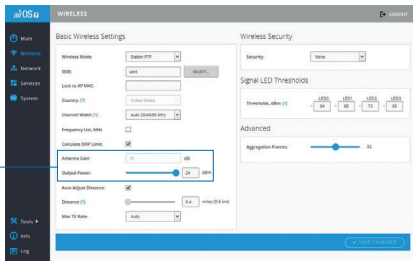 airOS 8
WIRELESS
LOGOUT
Main
Wireless
Network
Services
System
Tools
Info
Log
Basic Wireless Settings
Wireless Mode: Station PTP
SSID: ubnt SELECT...
Lock to AP MAC:
Country: [?] United States
Channel Width: [?] Auto 20/40/80 MHz
Frequency List, MHz
Calculate EIRP Limit:
Antenna Gain dB
Output Power: 24 dBm
Auto Adjust Distance:
Distance: [?] 0.4 miles (0.6 km)
Max TX Rate: Auto
Wireless Security
Security: None
Signal LED Thresholds
LED0 LED1 LED2 LED3
Thresholds, dBm: [?] - 94 - 80 - 73 - 65
Advanced
Aggregation Frames: 32
SAVE CHANGES